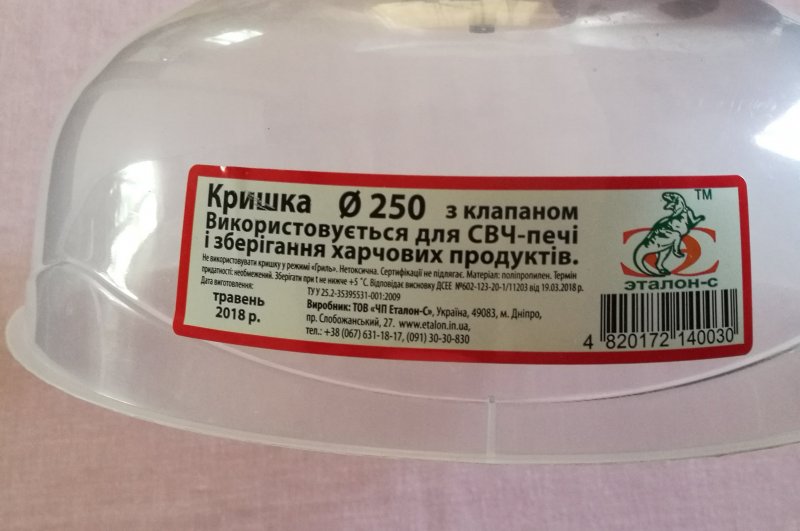 Кришка Ø 250 з клапаном
Використовується для СВЧ-печі
і зберігання харчових продуктів.
Не використовувати кришку у режимі «Гриль». Нетоксична. Сертифікації не підлягає. Матеріал: поліпропилен. Термін
придатності: необмежений. Зберігати при t не нижче +5 °С. Відповідає висновку ДСЕЕ №602-123-20-1/11203 від 19.03.2018 р.
Дата виготовлення:
травень
2018 р.
ТУ У 25.2-35395531-001:2009
Виробник: ТОВ «ЧП Еталон-С», Україна, 49083, м. Дніпро,
пр. Слобожанський, 27. www.etalon.in.ua,
тел.: +38 (067) 631-18-17, (091) 30-30-830
TM
эталон-с
4 820172 140030